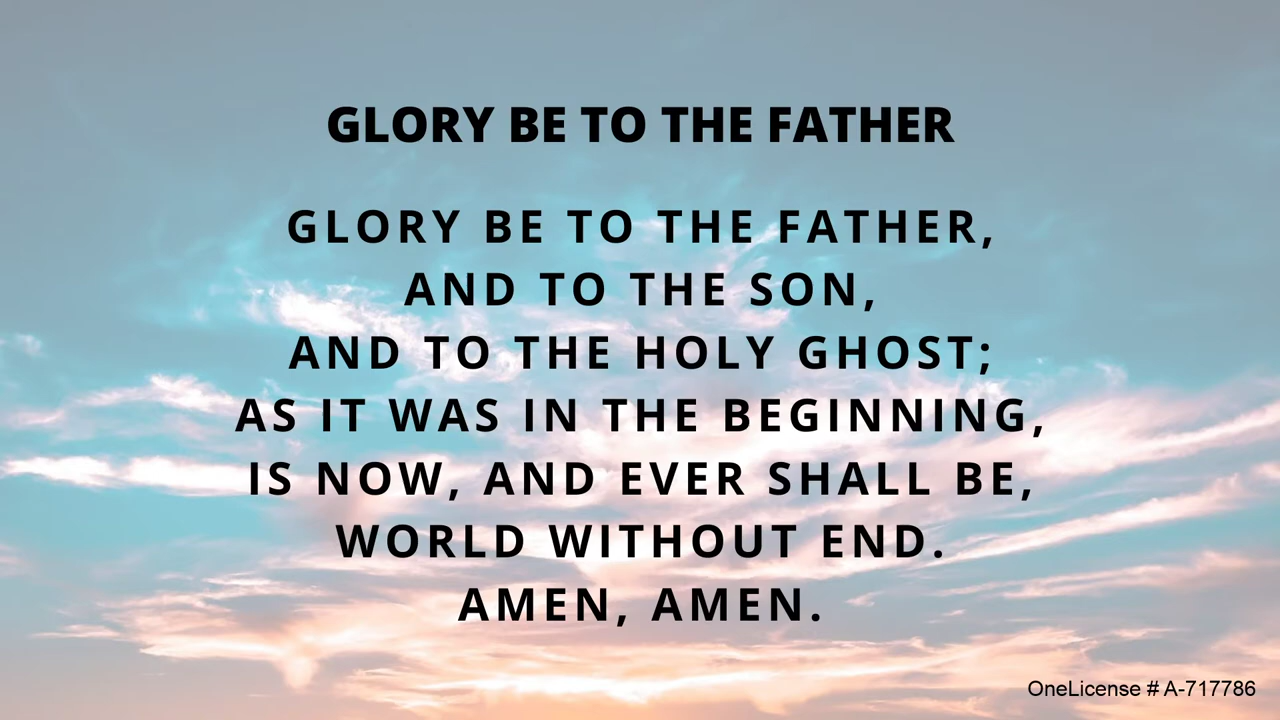 GLORY BE TO THE FATHER
GLORY BE TO THE FATHER,
AND TO THE SON,
AND TO THE HOLY GHOST;
AS IT WAS IN THE BEGINNING,
IS NOW, AND EVER SHALL BE,
WORLD WITHOUT END.
AMEN, AMEN.
OneLicense # A-717786